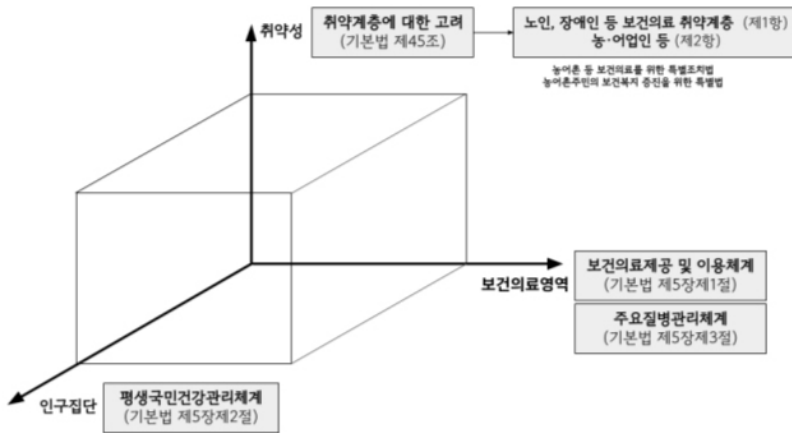 취약성
취약계층에 대한 고려
(기본법 제45조)
노인, 장애인 등 보건의료 취약계층 (제1항)
농·어업인 등 (제2항)
농어촌 등 보건의료를 위한 특별조치법
농어촌주민의 보건복지 증진을 위한 특별법
보건의료영역
보건의료제공 및 이용체계
(기본법 제5장제1절)
주요질병관리체계
(기본법 제5장제3절)
인구집단
평생국민건강관리체계
(기본법 제5장제2절)